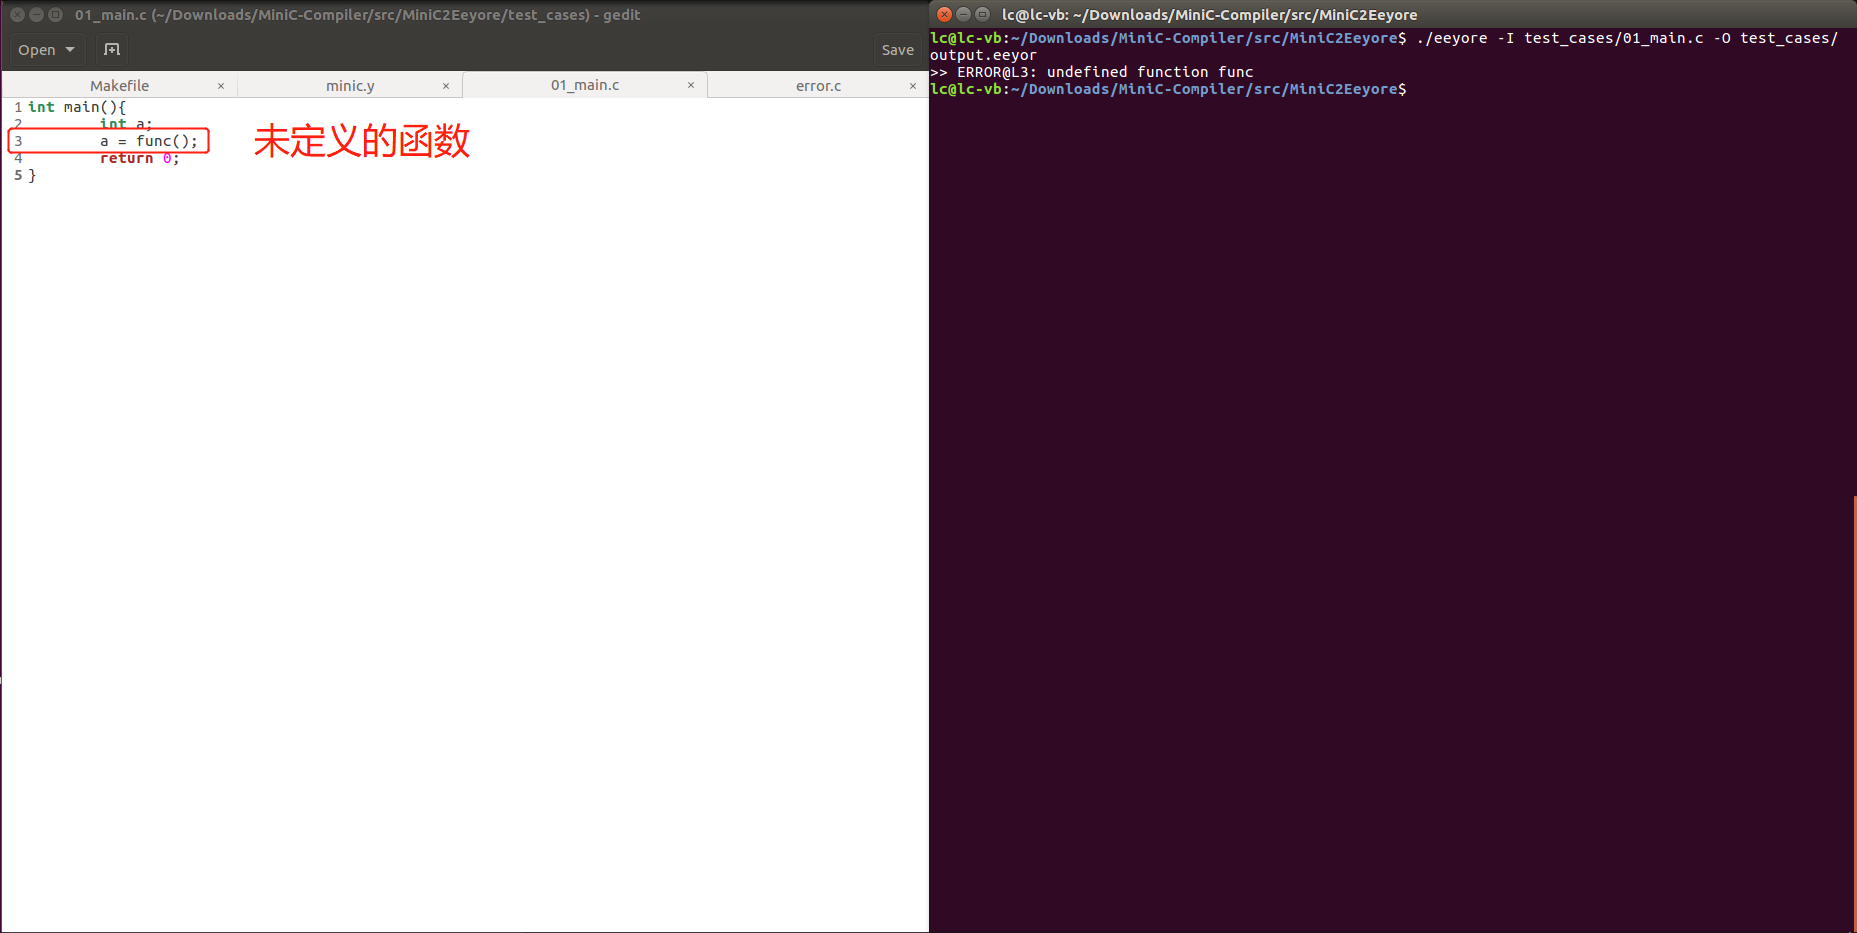 01_main.c (~/Downloads/MiniC-Compiler/src/MiniC2Eeyore/test_cases) - gedit
Open
Save
Makefile × minic.y × 01_main.c × error.c ×
1 int main(){
2 int a;
3 a = func();
4 return 0;
5 }
未定义的函数
lc@lc-vb: ~/Downloads/MiniC-Compiler/src/MiniC2Eeyore
lc@lc-vb:~/Downloads/MiniC-Compiler/src/MiniC2Eeyore$ ./eeyore -I test_cases/01_main.c -O test_cases/
output.eeyor
>> ERROR@L3: undefined function func
lc@lc-vb:~/Downloads/MiniC-Compiler/src/MiniC2Eeyore$